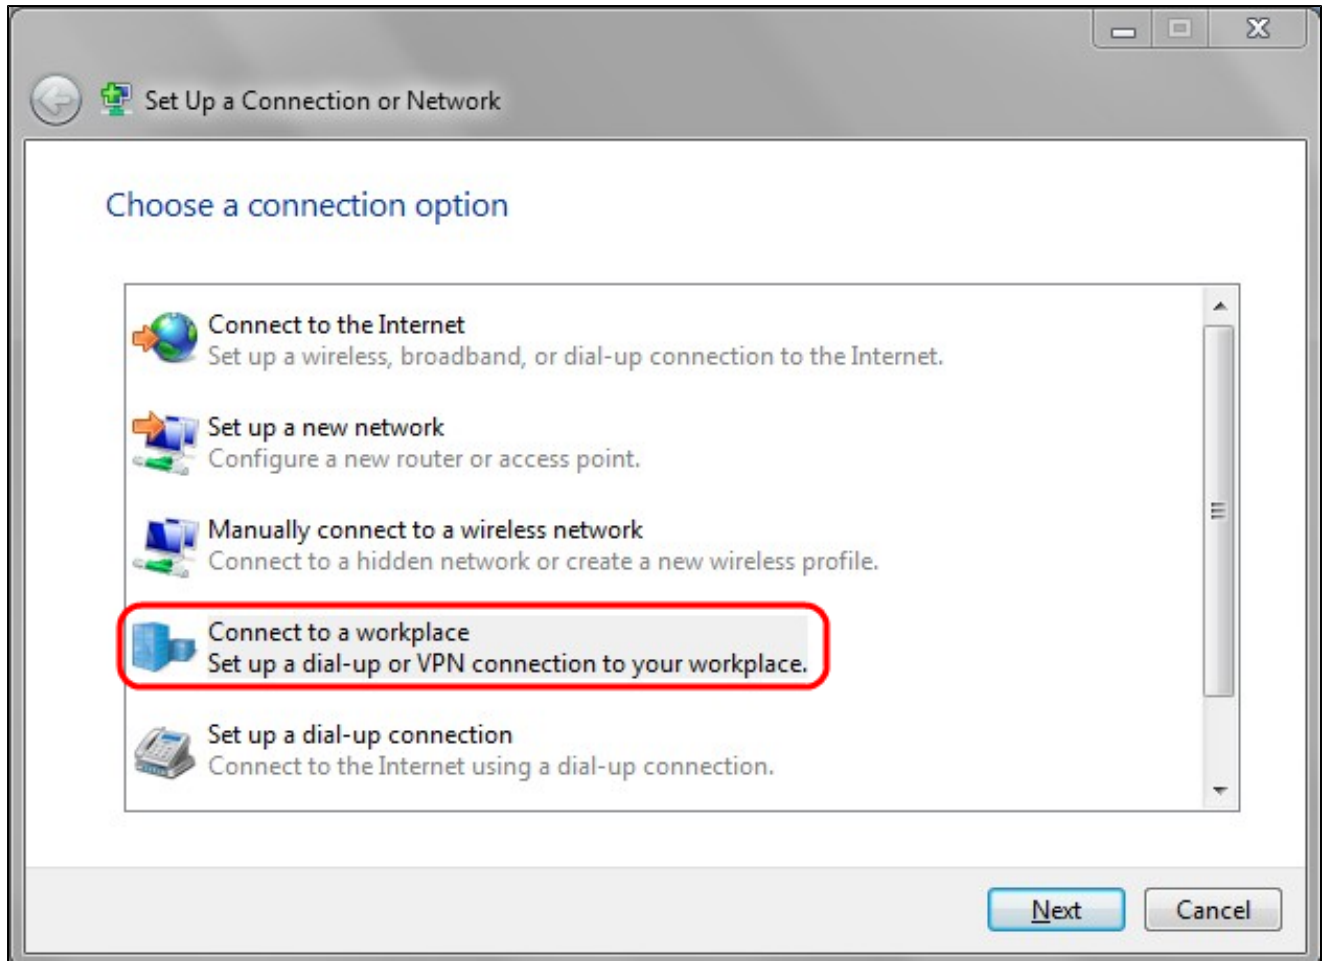 Set Up a Connection or Network
Choose a connection option
Connect to the Internet
Set up a wireless, broadband, or dial-up connection to the Internet.
Set up a new network
Configure a new router or access point.
Manually connect to a wireless network
Connect to a hidden network or create a new wireless profile.
Connect to a workplace
Set up a dial-up or VPN connection to your workplace.
Set up a dial-up connection
Connect to the Internet using a dial-up connection.
Next Cancel